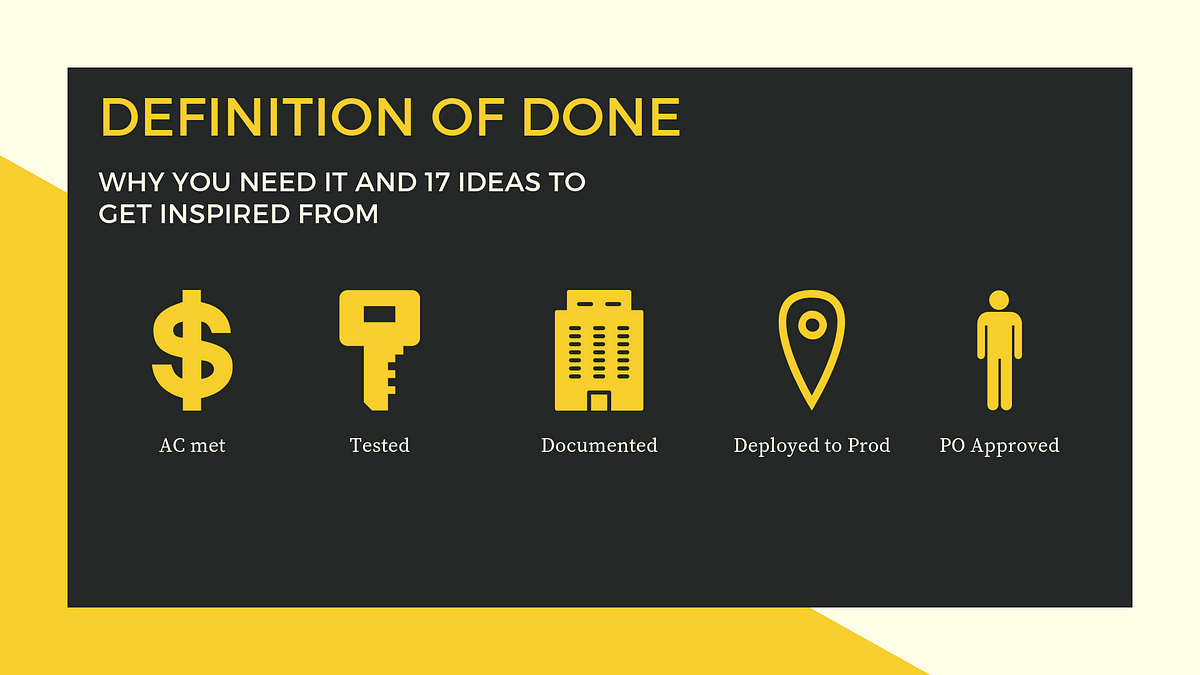 DEFINITION OF DONE
WHY YOU NEED IT AND 17 IDEAS TO
GET INSPIRED FROM
AC met
Tested
Documented
Deployed to Prod
PO Approved